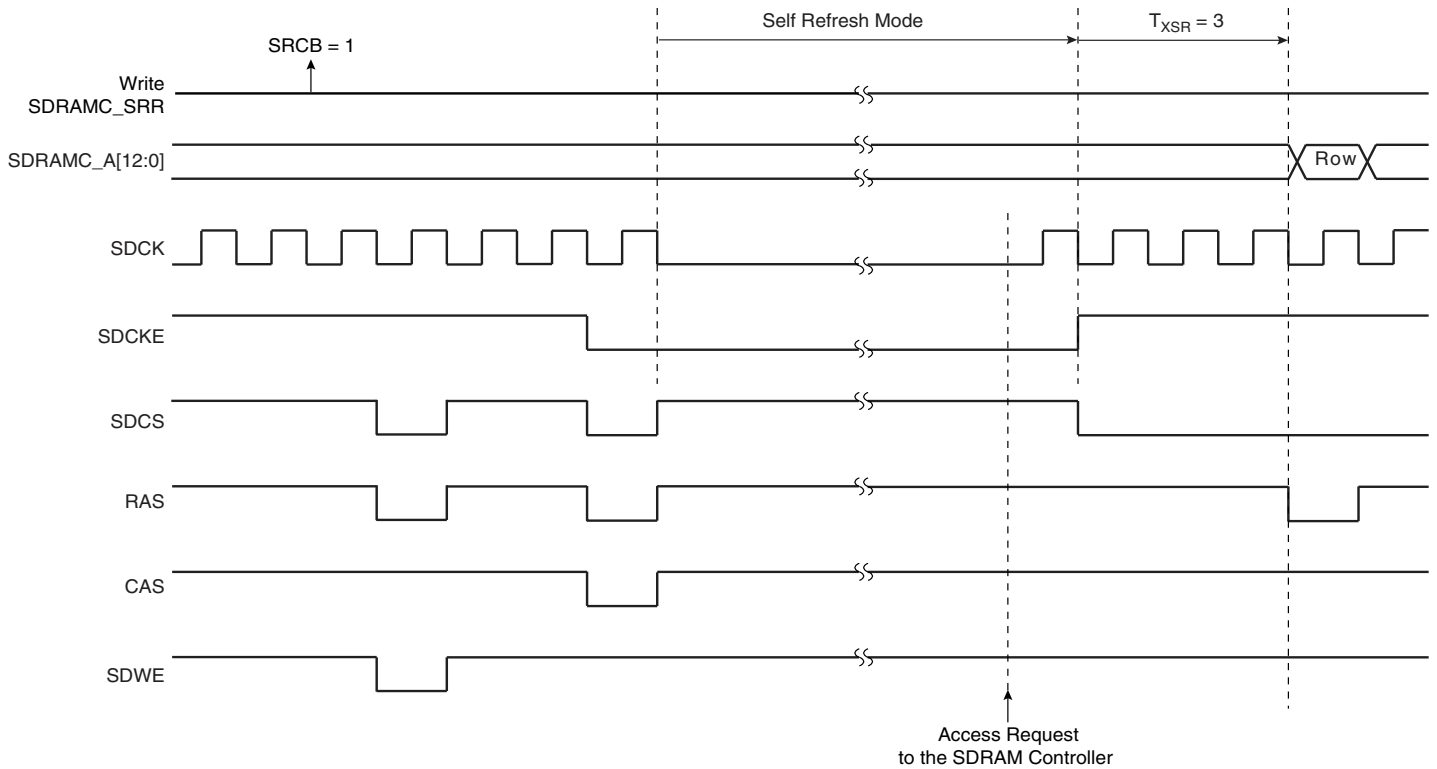 Self Refresh Mode
TXSR = 3
SRCB = 1
Write
SDRAMC_SRR
SDRAMC_A[12:0]
Row
SDCK
SDCKE
SDCS
RAS
CAS
SDWE
Access Request
to the SDRAM Controller